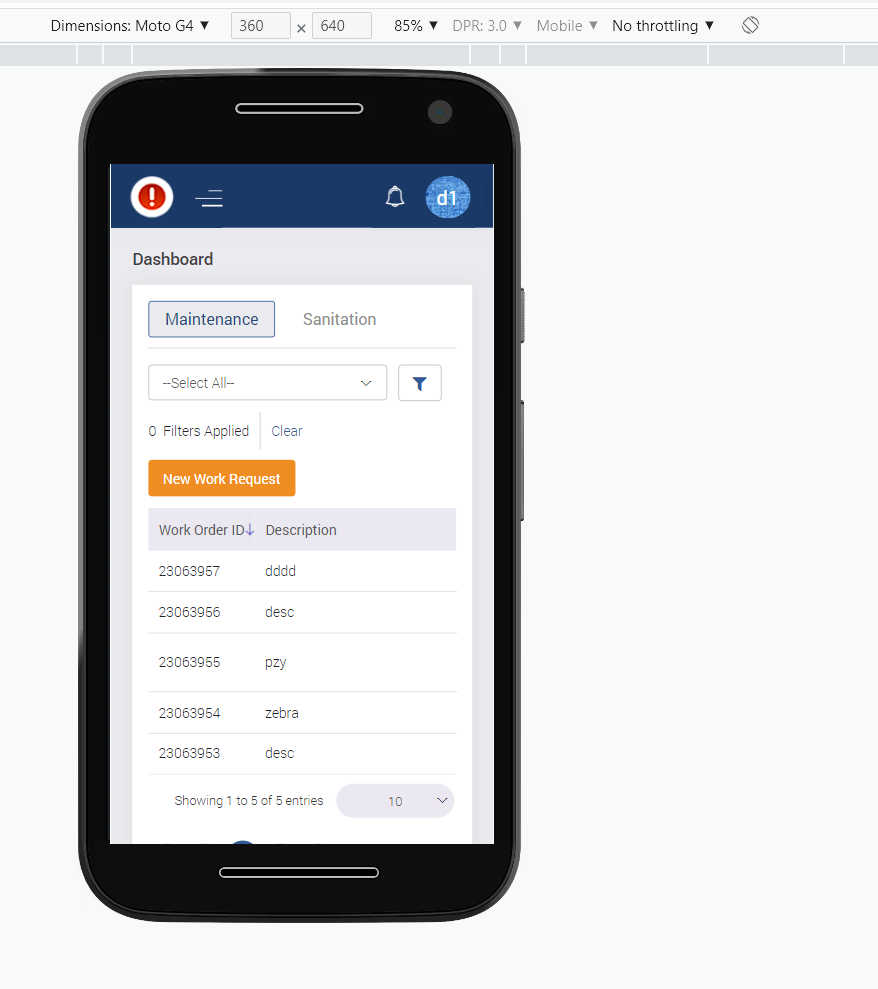 Dimensions: Moto G4 ▼ 360 × 640 85% ▼ DPR: 3.0 ▼ Mobile ▼ No throttling ▼
d1
Dashboard
Maintenance Sanitation
--Select All--
0 Filters Applied Clear
New Work Request
Work Order ID↓ Description
23063957 dddd
23063956 desc
23063955 pzy
23063954 zebra
23063953 desc
Showing 1 to 5 of 5 entries 10